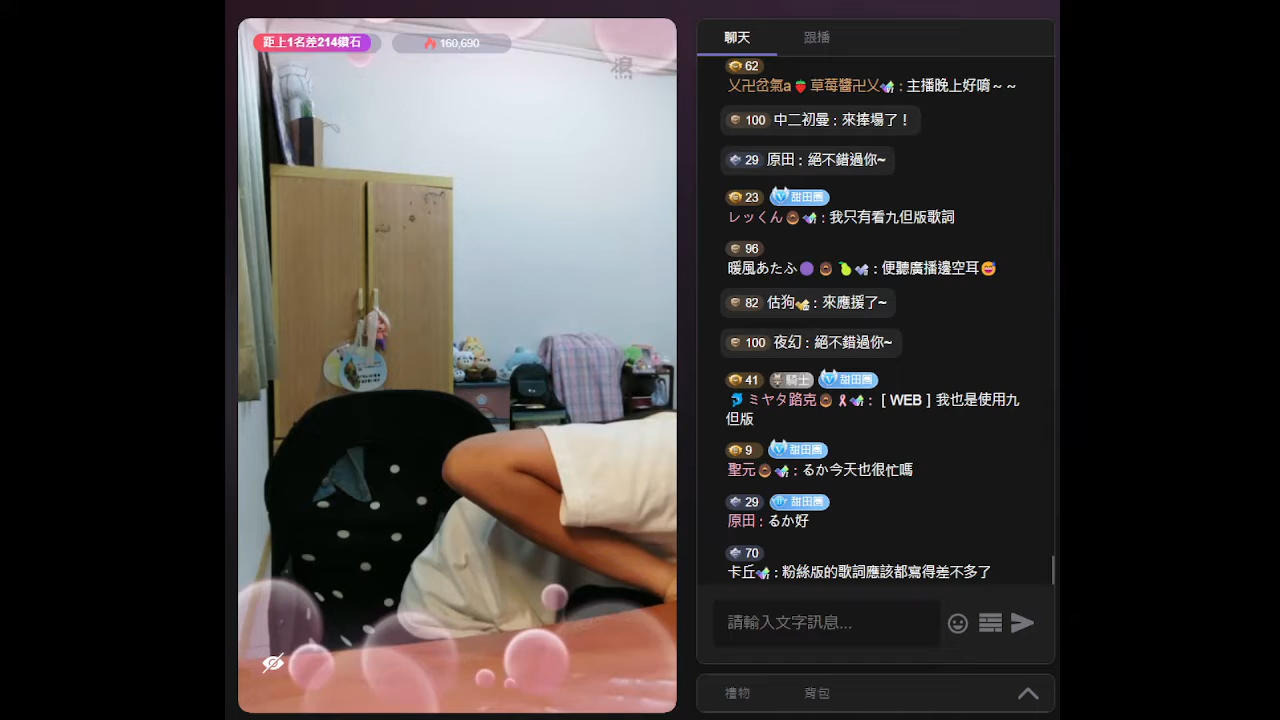 距上1名差214鑽石
160,690
浪
聊天
跟播
62
乂卍岔氣a🍓草莓醬卍乂: 主播晚上好唷~~
100 中二初曼: 來捧場了!
29 原田: 絕不錯過你~
23 甜田圈
レッくん🍩: 我只有看九但版歌詞
96
暖風あたふ🟣🍩🍐: 便聽廣播邊空耳😅
82 估狗: 來應援了~
100 夜幻: 絕不錯過你~
41 騎士 甜田圈
🐬ミヤタ路克🍩🎗: [ WEB ] 我也是使用九
但版
9 甜田圈
聖元🍩: るか今天也很忙嗎
29 甜田圈
原田: るか好
70
卡丘: 粉絲版的歌詞應該都寫得差不多了
請輸入文字訊息...
禮物
背包